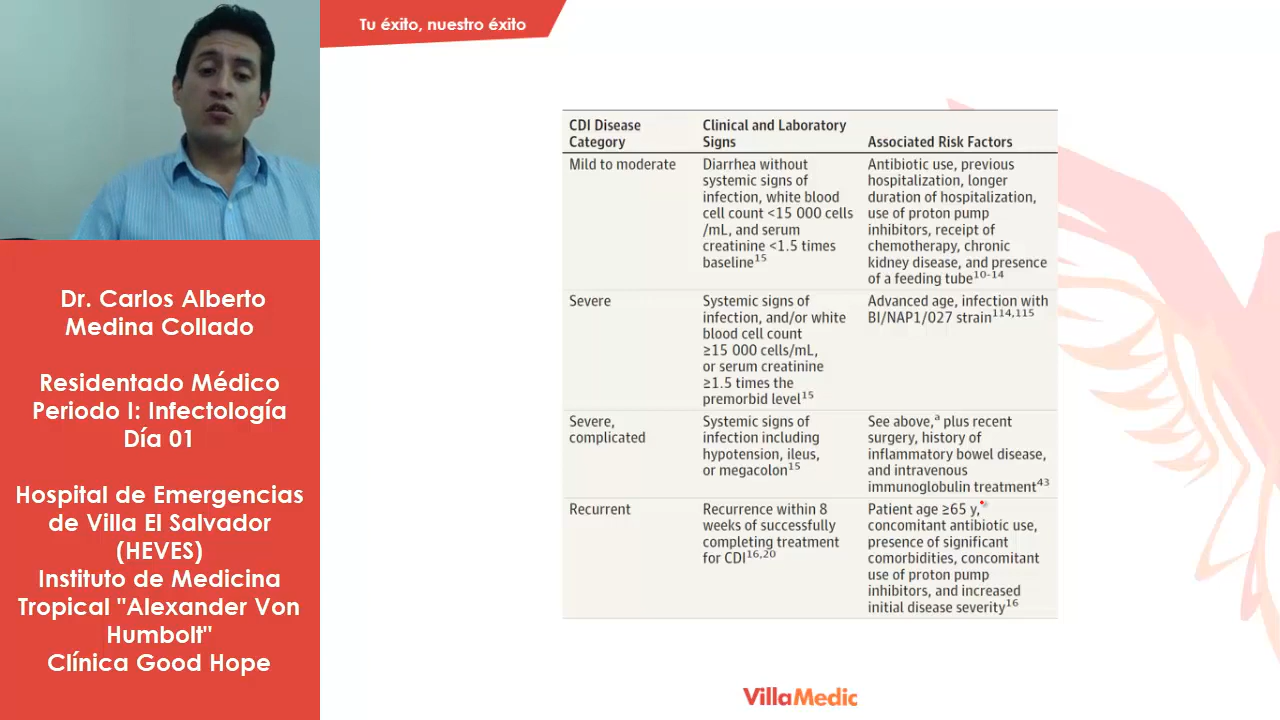 Tu éxito, nuestro éxito
Dr. Carlos Alberto
Medina Collado
Residentado Médico
Periodo I: Infectología
Día 01
Hospital de Emergencias
de Villa El Salvador
(HEVES)
Instituto de Medicina
Tropical "Alexander Von
Humbolt"
Clínica Good Hope
CDI Disease
Category
Clinical and Laboratory
Signs
Associated Risk Factors
Mild to moderate
Diarrhea without
systemic signs of
infection, white blood
cell count <15 000 cells
/mL, and serum
creatinine <1.5 times
baseline15
Antibiotic use, previous
hospitalization, longer
duration of hospitalization,
use of proton pump
inhibitors, receipt of
chemotherapy, chronic
kidney disease, and presence
of a feeding tube10-14
Severe
Systemic signs of
infection, and/or white
blood cell count
≥15 000 cells/mL,
or serum creatinine
≥1.5 times the
premorbid level15
Advanced age, infection with
BI/NAP1/027 strain114,115
Severe,
complicated
Systemic signs of
infection including
hypotension, ileus,
or megacolon15
See above,a plus recent
surgery, history of
inflammatory bowel disease,
and intravenous
immunoglobulin treatment43
Recurrent
Recurrence within 8
weeks of successfully
completing treatment
for CDI16,20
Patient age ≥65 y,
concomitant antibiotic use,
presence of significant
comorbidities, concomitant
use of proton pump
inhibitors, and increased
initial disease severity16
VillaMedic